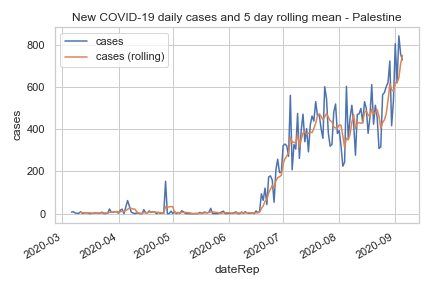 New COVID-19 daily cases and 5 day rolling mean - Palestine
cases
cases (rolling)
800
600
400
200
0
cases
2020-03
2020-04
2020-05
2020-06
2020-07
2020-08
2020-09
dateRep